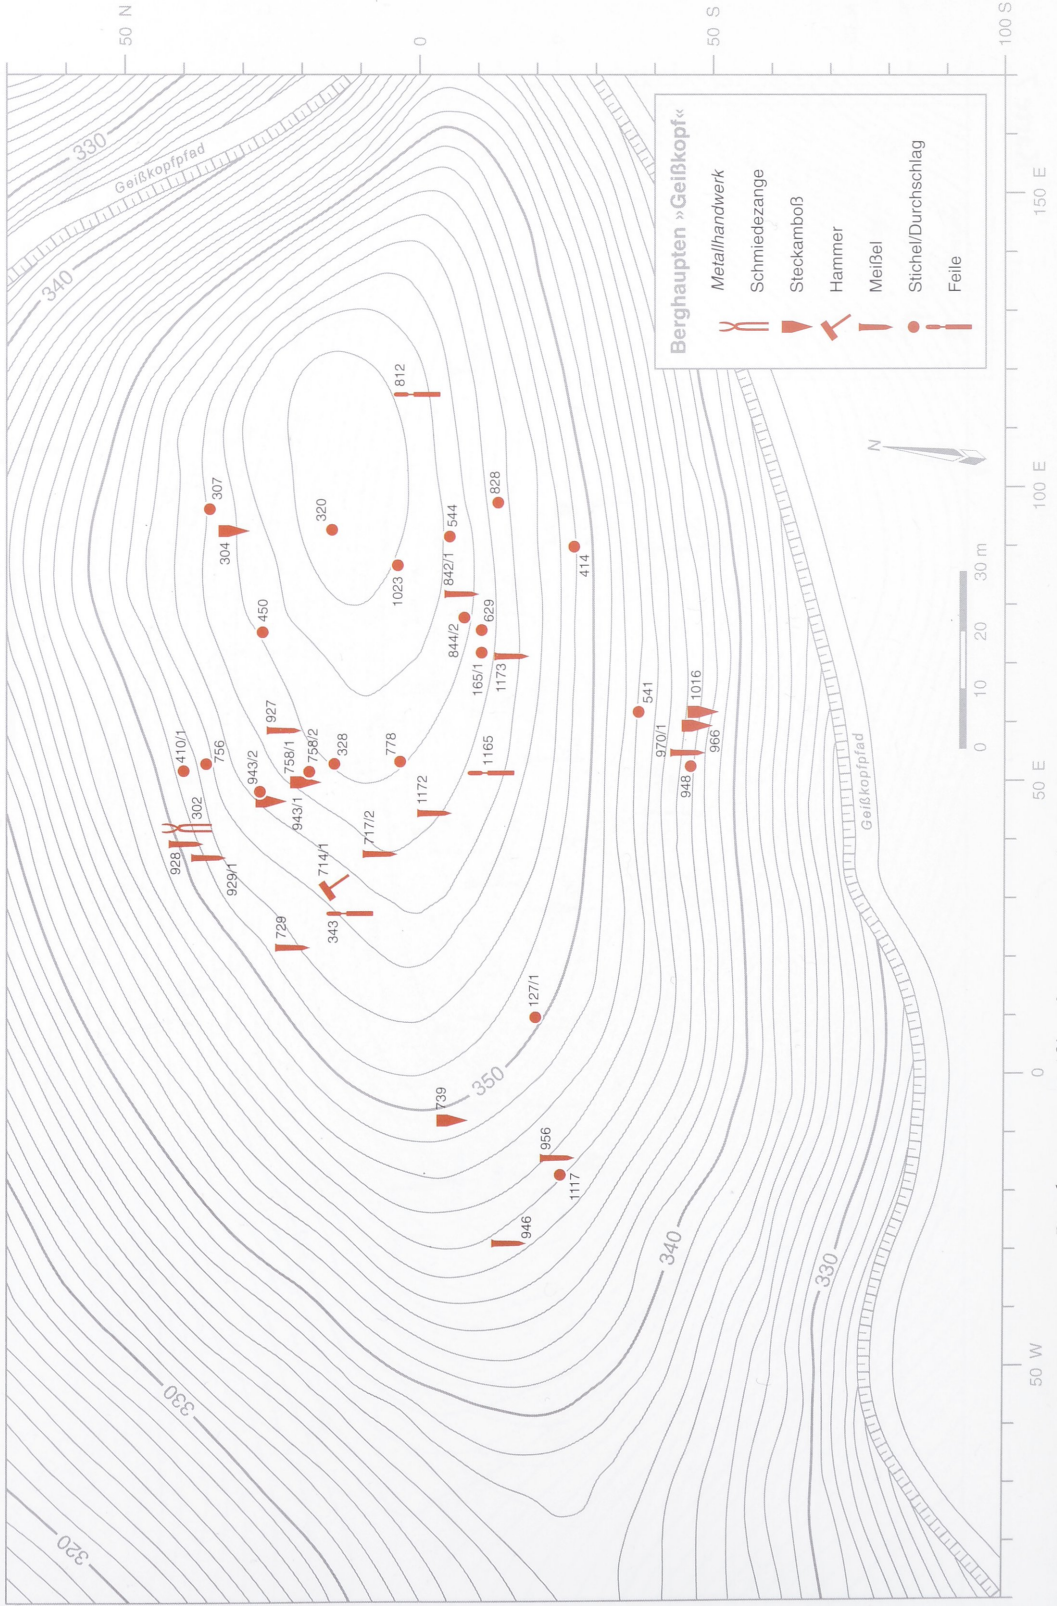 Berghaupten »Geißkopf«
Metallhandwerk
Schmiedezange
Steckamboß
Hammer
Meißel
Stichel/Durchschlag
Feile
50 N
0
50 S
100 S
50 W
0
50 E
100 E
150 E
Geißkopfpfad
Geißkopfpfad
N
0 10 20 30 m
320
330
330
330
340
340
350
302
928
929/1
410/1
756
943/2
943/1
758/1
758/2
927
328
778
450
304
307
320
1023
812
544
828
842/1
844/2
629
165/1
1173
414
1165
1172
717/2
714/1
343
729
127/1
739
956
1117
946
541
1016
966
970/1
948